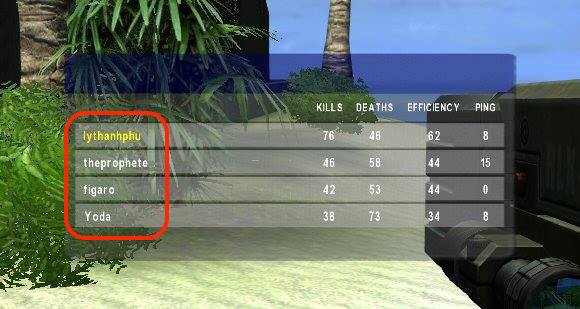 KILLS DEATHS EFFICIENCY PING
lythanhphu 76 46 62 8
theprophete 46 58 44 15
figaro 42 53 44 0
Yoda 38 73 34 8